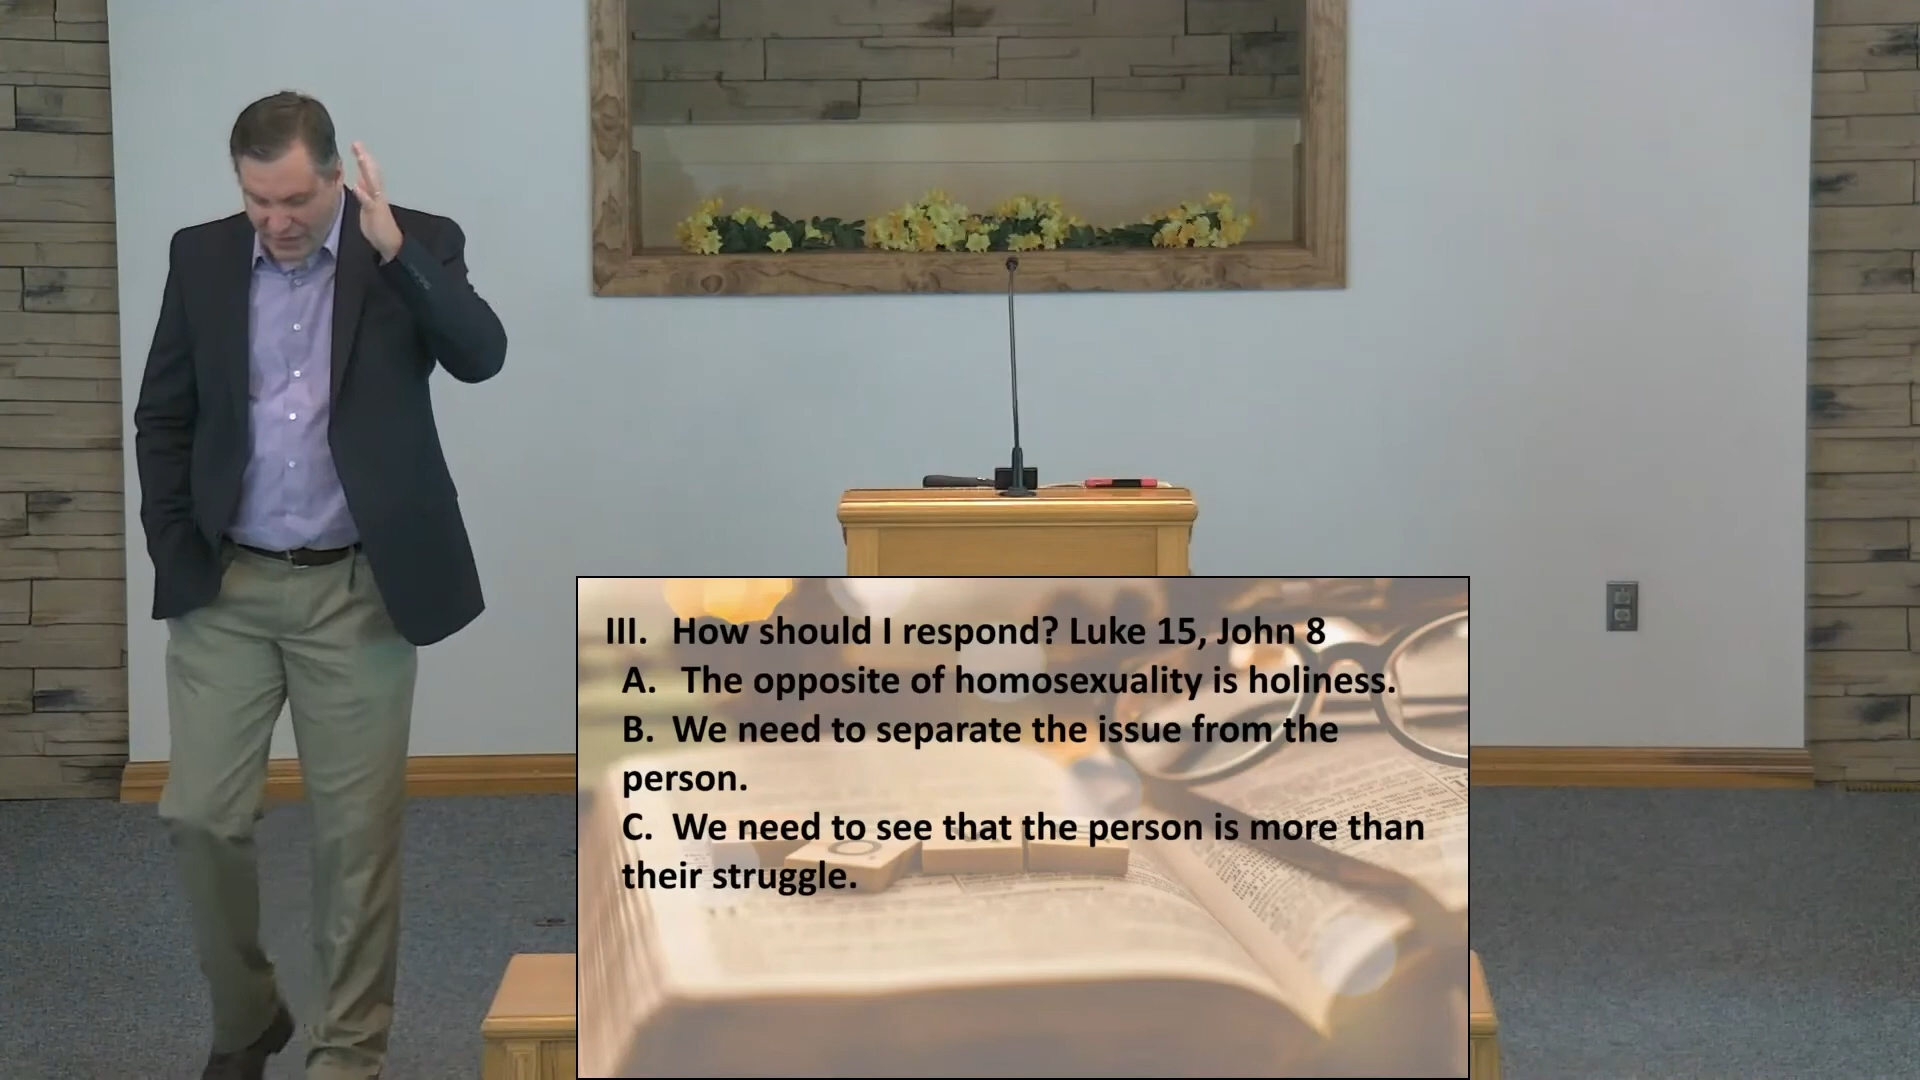 III. How should I respond? Luke 15, John 8
A. The opposite of homosexuality is holiness.
B. We need to separate the issue from the
person.
C. We need to see that the person is more than
their struggle.